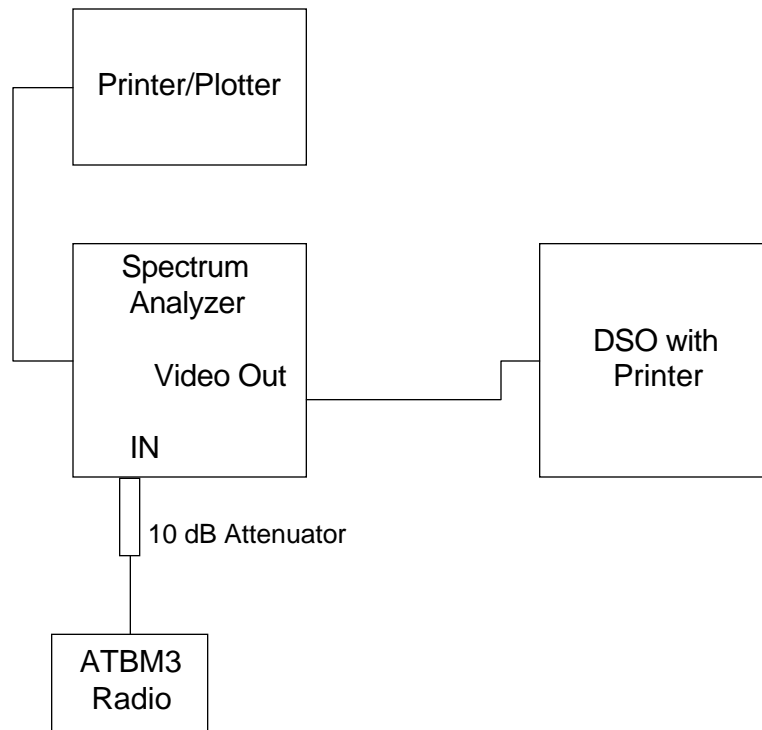 Printer/Plotter
Spectrum
Analyzer
Video Out
IN
DSO with
Printer
10 dB Attenuator
ATBM3
Radio